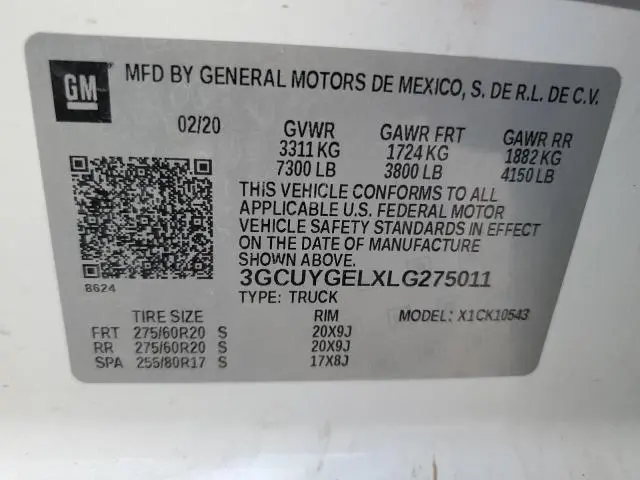 GM MFD BY GENERAL MOTORS DE MEXICO, S. DE R.L. DE C.V.
02/20 GVWR GAWR FRT GAWR RR
3311 KG 1724 KG 1882 KG
7300 LB 3800 LB 4150 LB
THIS VEHICLE CONFORMS TO ALL
APPLICABLE U.S. FEDERAL MOTOR
VEHICLE SAFETY STANDARDS IN EFFECT
ON THE DATE OF MANUFACTURE
SHOWN ABOVE.
3GCUYGELXLG275011
8624
TYPE: TRUCK MODEL: X1CK10543
TIRE SIZE RIM
FRT 275/60R20 S 20X9J
RR 275/60R20 S 20X9J
SPA 255/80R17 S 17X8J